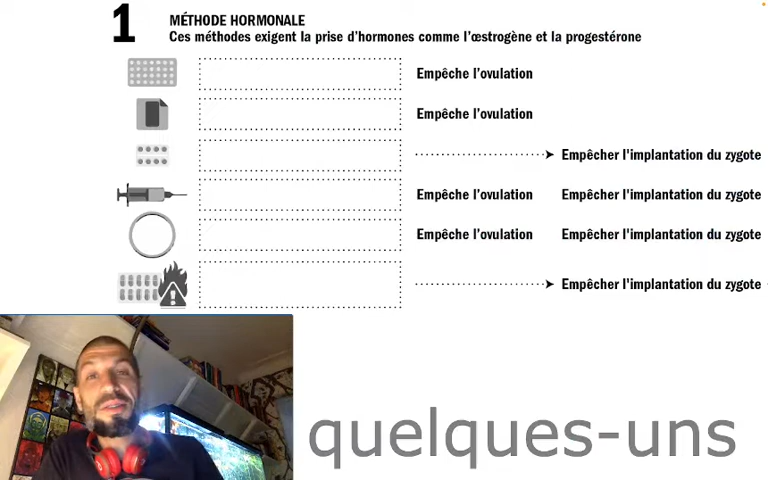 1 MÉTHODE HORMONALE
Ces méthodes exigent la prise d'hormones comme l'œstrogène et la progestérone
Empêche l'ovulation
Empêche l'ovulation
Empêcher l'implantation du zygote
Empêche l'ovulation Empêcher l'implantation du zygote
Empêche l'ovulation Empêcher l'implantation du zygote
Empêcher l'implantation du zygote
quelques-uns